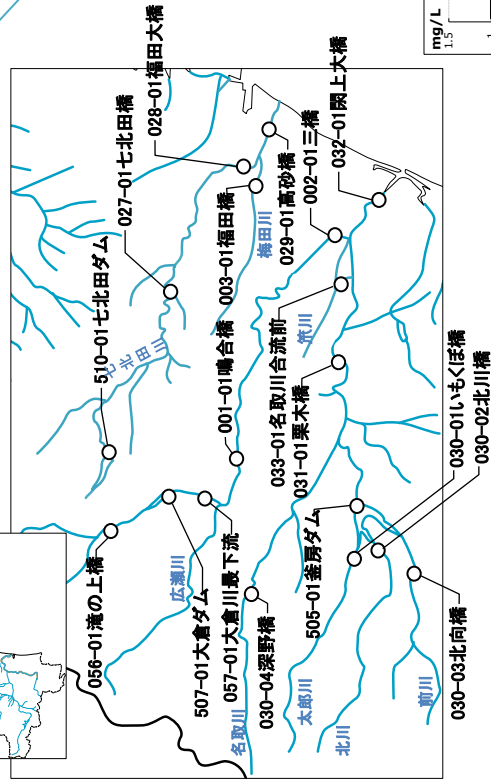 mg/L
1.5
1
028-01福田大橋
027-01七北田橋
510-01七北田ダム
七北田川
003-01福田橋
梅田川
029-01高砂橋
002-01三橋
032-01閖上大橋
001-01鳴合橋
033-01名取川合流前
笊川
031-01栗木橋
056-01滝の上橋
広瀬川
507-01大倉ダム
057-01大倉川最下流
名取川
030-04深野橋
505-01釜房ダム
太郎川
北川
前川
030-01いもくぼ橋
030-02北川橋
030-03北向橋